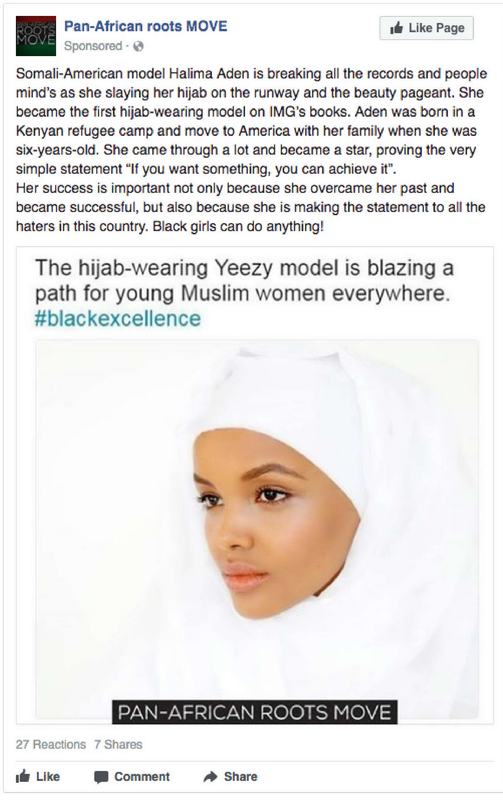 ROOTS
MOVE
Pan-African roots MOVE
Like Page
Sponsored ·
Somali-American model Halima Aden is breaking all the records and people
mind's as she slaying her hijab on the runway and the beauty pageant. She
became the first hijab-wearing model on IMG's books. Aden was born in a
Kenyan refugee camp and move to America with her family when she was
six-years-old. She came through a lot and became a star, proving the very
simple statement “If you want something, you can achieve it”.
Her success is important not only because she overcame her past and
became successful, but also because she is making the statement to all the
haters in this country. Black girls can do anything!
The hijab-wearing Yeezy model is blazing a
path for young Muslim women everywhere.
#blackexcellence
PAN-AFRICAN ROOTS MOVE
27 Reactions 7 Shares
Like Comment Share